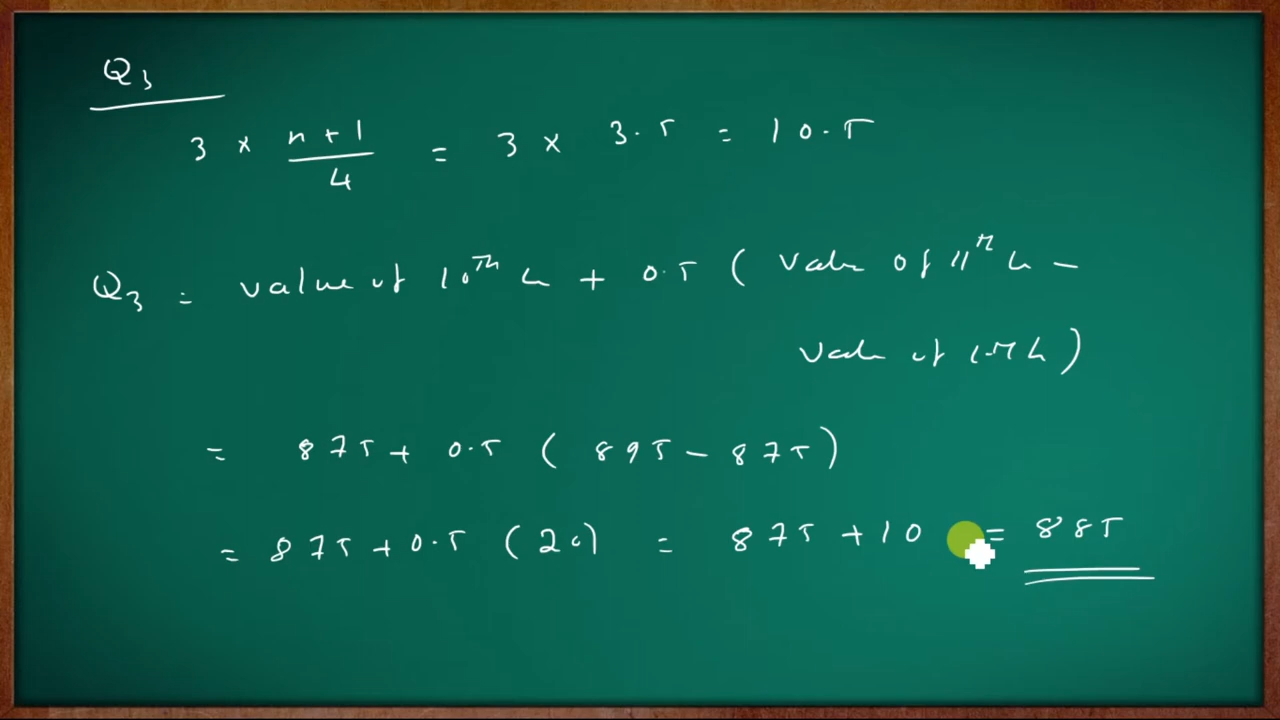 Q3
3 × n+1/4 = 3 × 3.5 = 10.5
Q3 = value of 10th + 0.5 ( value of 11th −
value of )
= 875 + 0.5 ( 895 − 875 )
= 875 + 0.5 ( 20 ) = 875 + 10 = 885